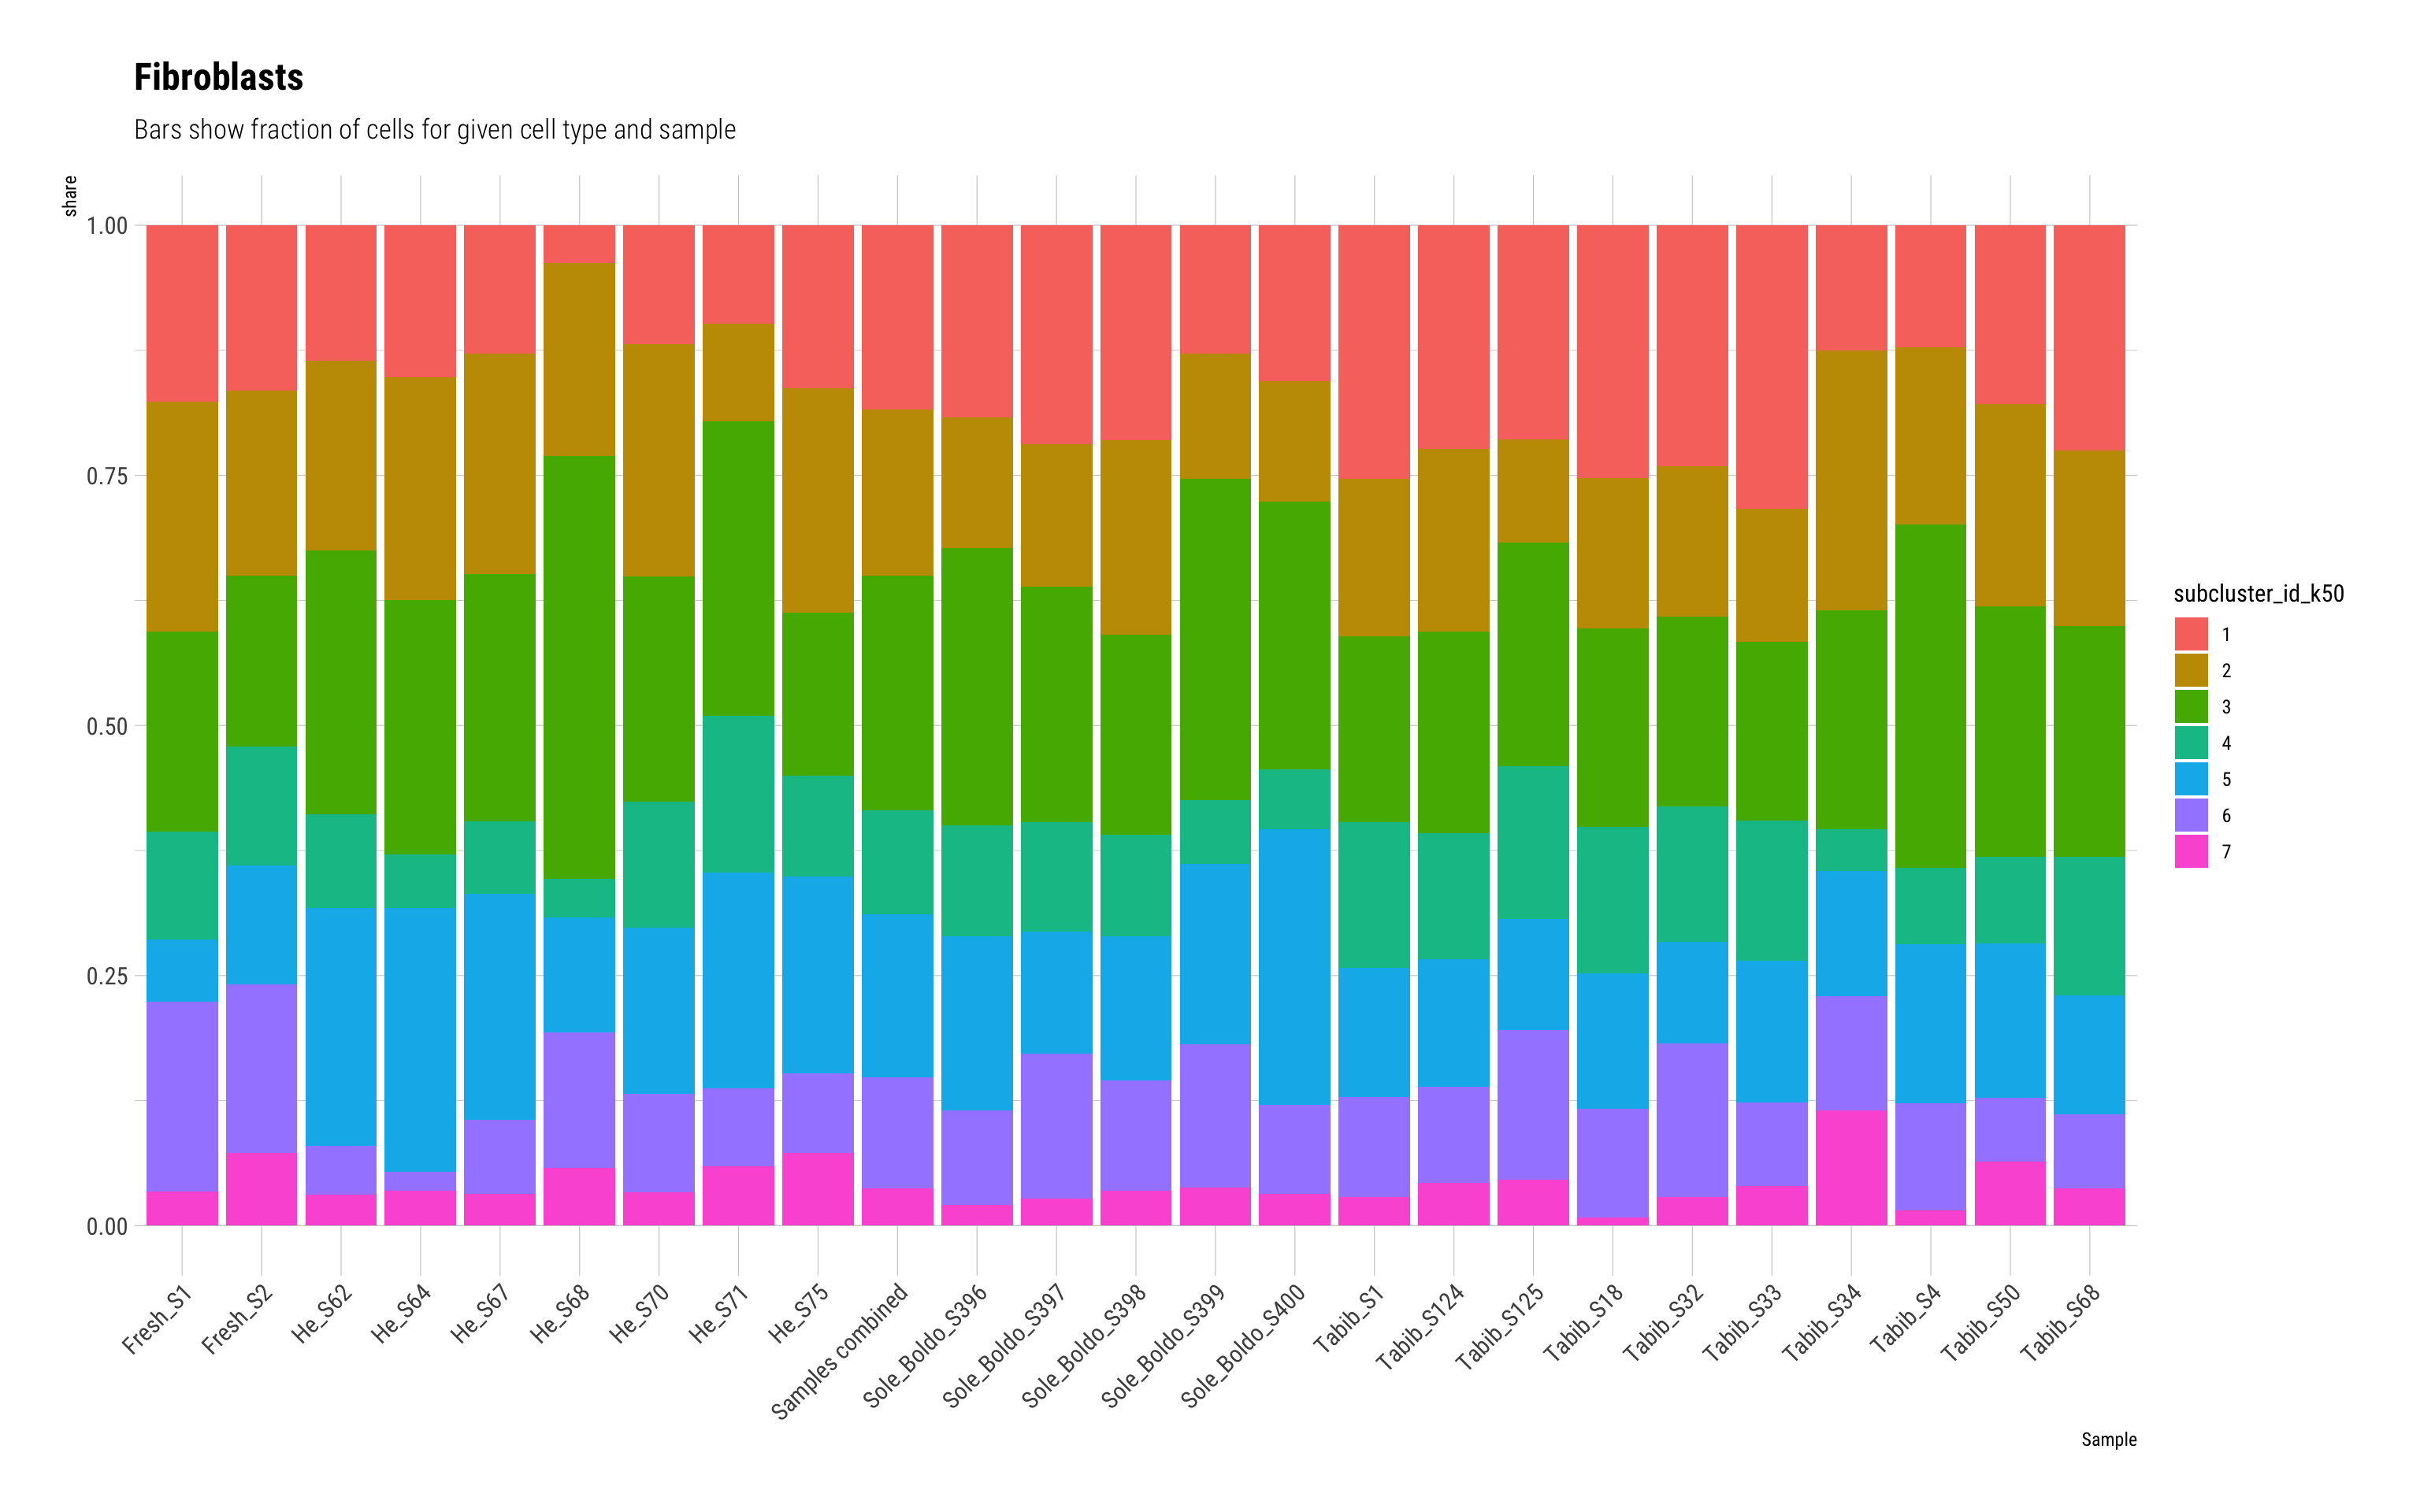 Fibroblasts
Bars show fraction of cells for given cell type and sample
share
1.00
0.75
0.50
0.25
0.00
Fresh_S1
Fresh_S2
He_S62
He_S64
He_S67
He_S68
He_S70
He_S71
He_S75
Samples combined
Sole_Boldo_S396
Sole_Boldo_S397
Sole_Boldo_S398
Sole_Boldo_S399
Sole_Boldo_S400
Tabib_S1
Tabib_S124
Tabib_S125
Tabib_S18
Tabib_S32
Tabib_S33
Tabib_S34
Tabib_S4
Tabib_S50
Tabib_S68
Sample
subcluster_id_k50
1
2
3
4
5
6
7